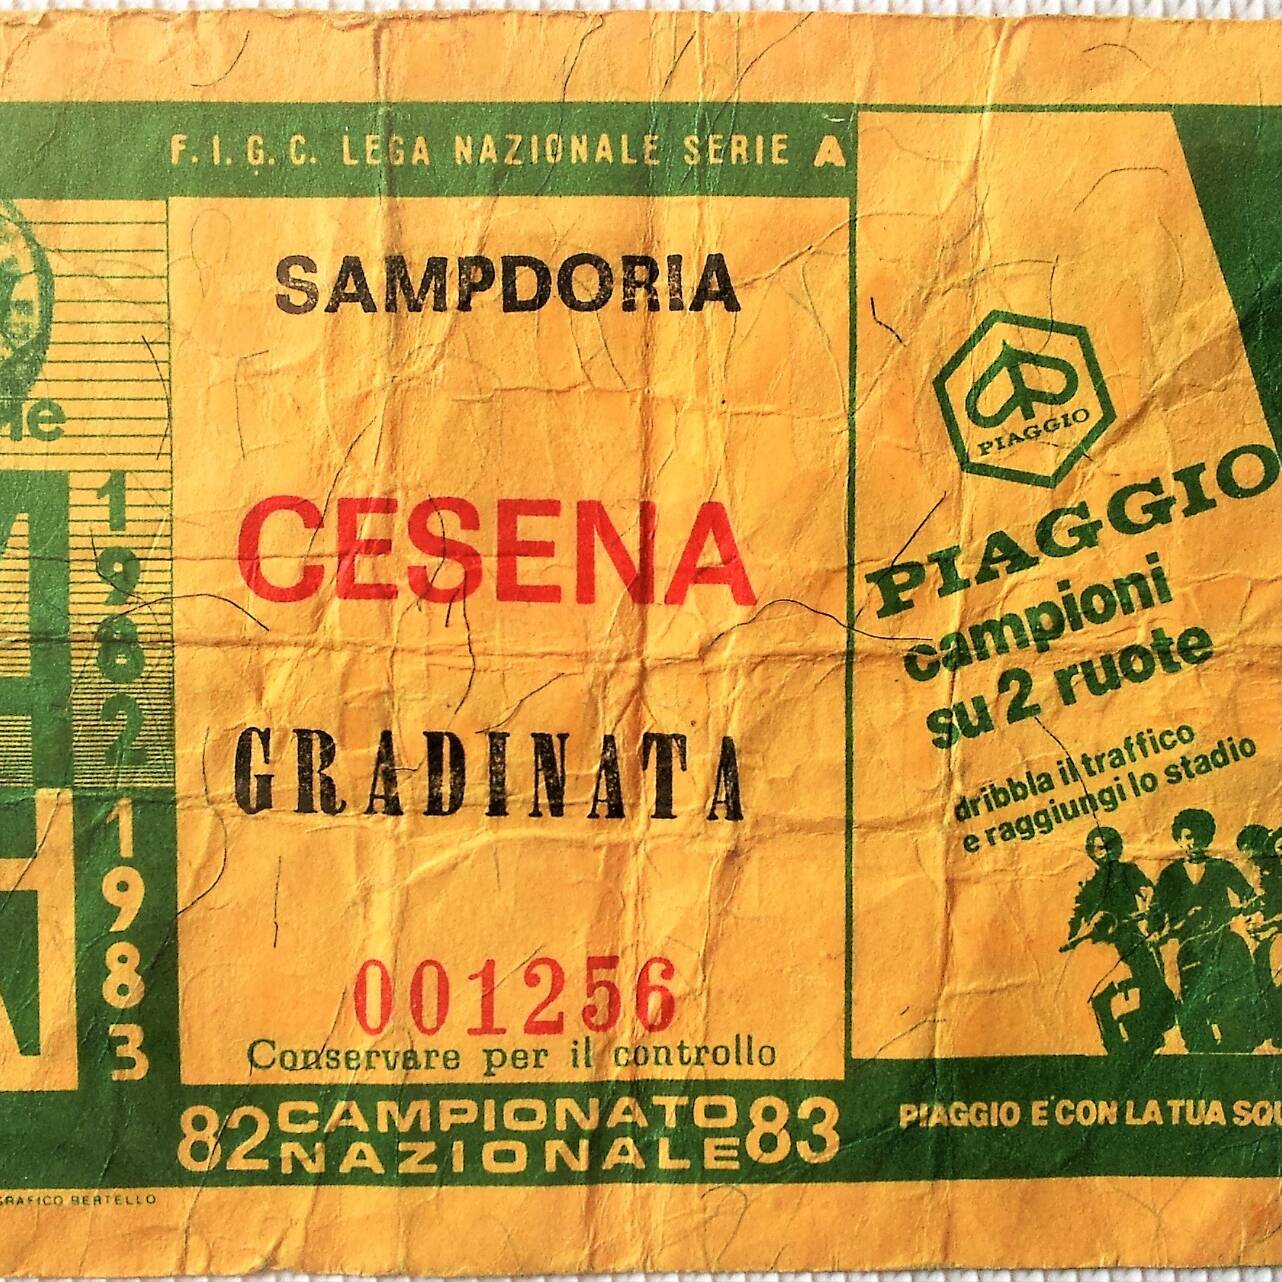 F.I.G.C. LEGA NAZIONALE SERIE A
SAMPDORIA
CESENA
GRADINATA
001256
Conservare per il controllo
82 CAMPIONATO NAZIONALE 83
1982
1983
PIAGGIO
PIAGGIO
campioni
su 2 ruote
dribbla il traffico
e raggiungi lo stadio
PIAGGIO E' CON LA TUA
BERTELLO